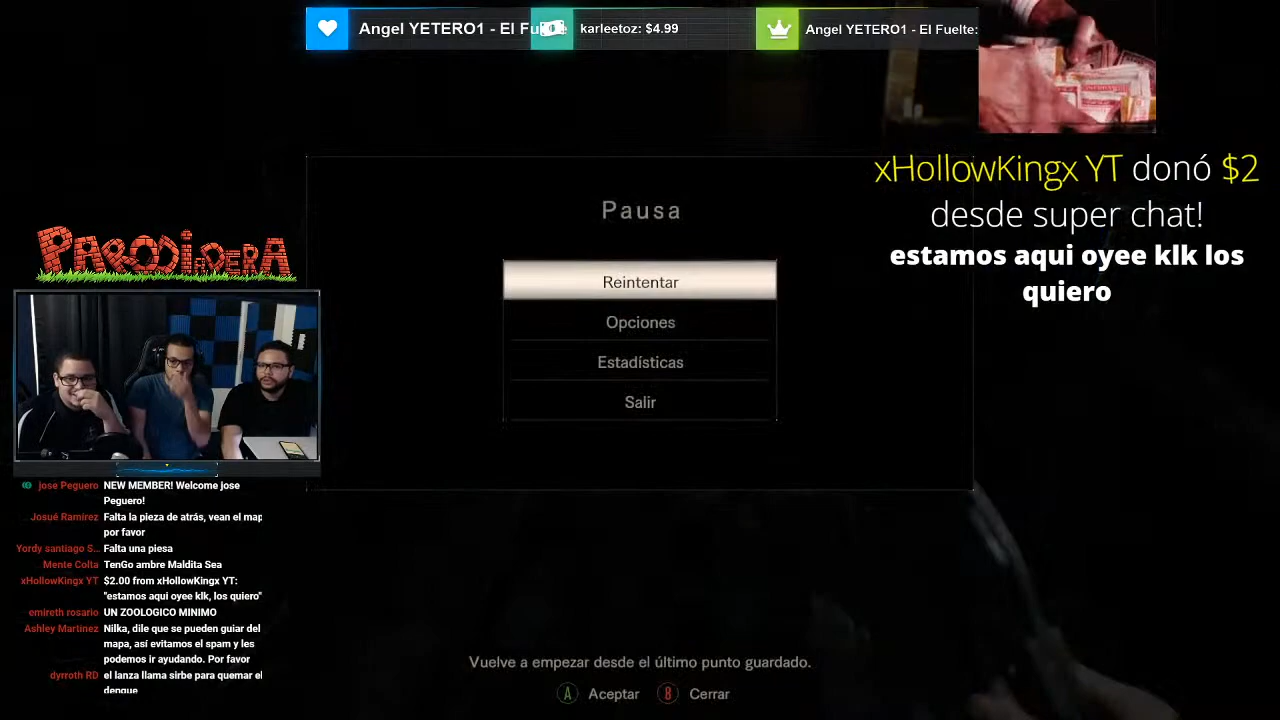 Angel YETERO1 - El Fu
karleetoz: $4.99
Angel YETERO1 - El Fuelte:
xHollowKingx YT donó $2
desde super chat!
estamos aqui oyee klk los
quiero
Pausa
Reintentar
Opciones
Estadísticas
Salir
PARODiENDERA
jose Peguero NEW MEMBER! Welcome jose
Peguero!
Josué Ramírez Falta la pieza de atrás, vean el map
por favor
Yordy santiago S... Falta una piesa
Mente Colta TenGo ambre Maldita Sea
xHollowKingx YT $2.00 from xHollowKingx YT:
"estamos aqui oyee klk, los quiero"
emireth rosario UN ZOOLOGICO MINIMO
Ashley Martínez Nilka, dile que se pueden guiar del
mapa, así evitamos el spam y les
podemos ir ayudando. Por favor
dyrroth RD el lanza llama sirbe para quemar el
dengue
Vuelve a empezar desde el último punto guardado.
A Aceptar B Cerrar